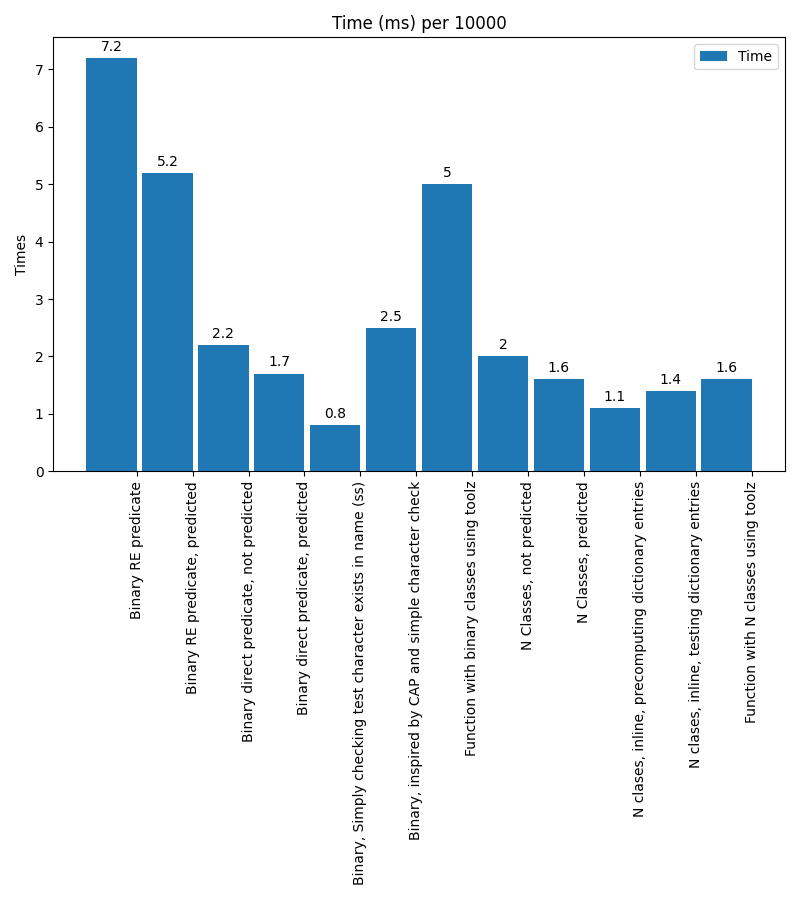 Time (ms) per 10000
Time
Times
7
6
5
4
3
2
1
0
7.2
5.2
2.2
1.7
0.8
2.5
5
2
1.6
1.1
1.4
1.6
Binary RE predicate
Binary RE predicate, predicted
Binary direct predicate, not predicted
Binary direct predicate, predicted
Binary, Simply checking test character exists in name (ss)
Binary, inspired by CAP and simple character check
Function with binary classes using toolz
N Classes, not predicted
N Classes, predicted
N clases, inline, precomputing dictionary entries
N clases, inline, testing dictionary entries
Function with N classes using toolz